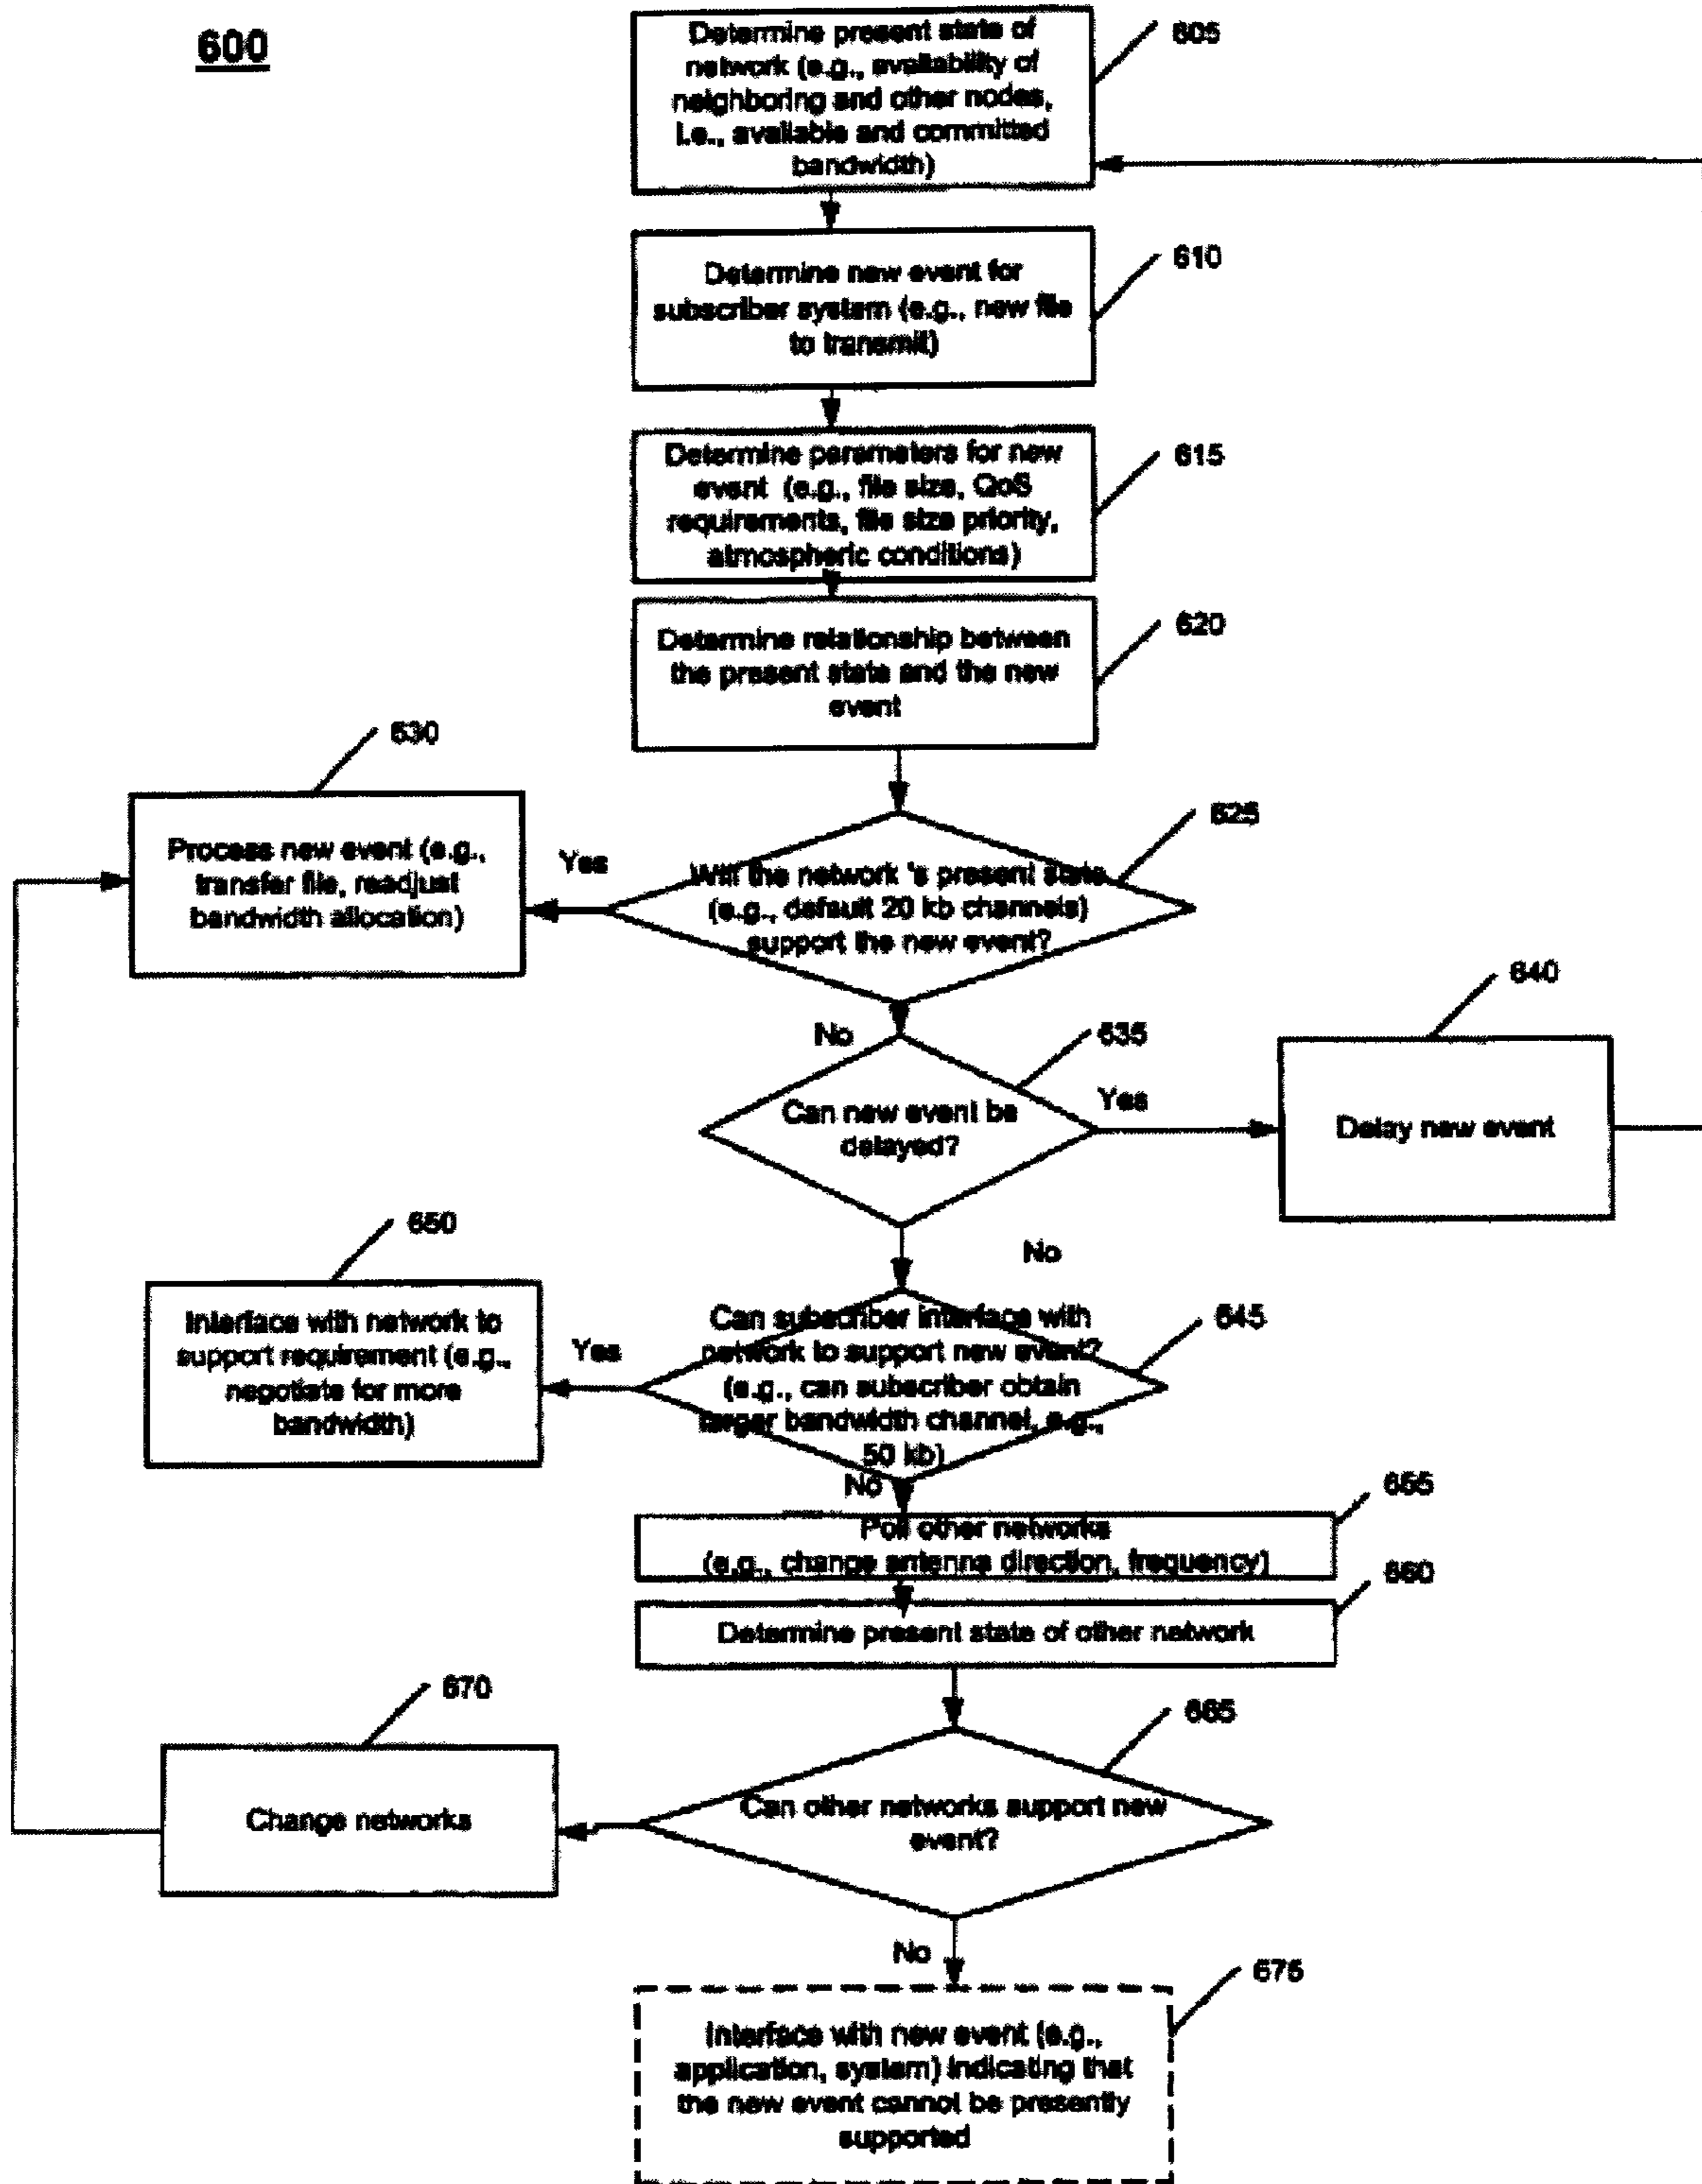 600
Determine present state of
network (e.g., availability of
neighboring and other nodes,
i.e., available and committed
bandwidth)
605
Determine new event for
subscriber system (e.g., new file
to transmit)
610
Determine parameters for new
event (e.g., file size, QoS
requirements, file size priority,
atmospheric conditions)
615
Determine relationship between
the present state and the new
event
620
630
Process new event (e.g.,
transfer file, readjust
bandwidth allocation)
Yes
625
Will the network 's present state
(e.g., default 20 kb channels)
support the new event?
No
635
Can new event be
delayed?
Yes
640
Delay new event
No
650
Interface with network to
support requirement (e.g.,
negotiate for more
bandwidth)
Yes
645
Can subscriber interface with
network to support new event?
(e.g., can subscriber obtain
larger bandwidth channel, e.g.,
50 kb)
No
655
Poll other networks
(e.g., change antenna direction, frequency)
660
Determine present state of other network
670
Change networks
665
Can other networks support new
event?
No
675
Interface with new event (e.g.,
application, system) indicating that
the new event cannot be presently
supported